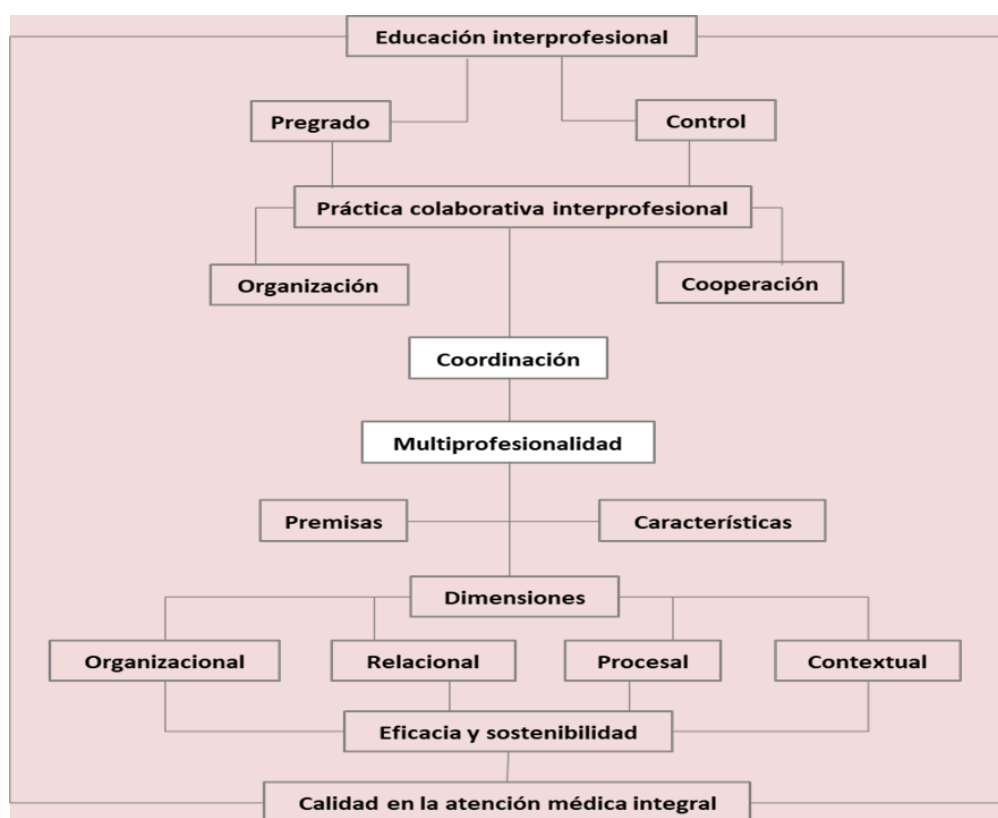 Educación interprofesional
Pregrado
Control
Práctica colaborativa interprofesional
Organización
Cooperación
Coordinación
Multiprofesionalidad
Premisas
Características
Dimensiones
Organizacional
Relacional
Procesal
Contextual
Eficacia y sostenibilidad
Calidad en la atención médica integral